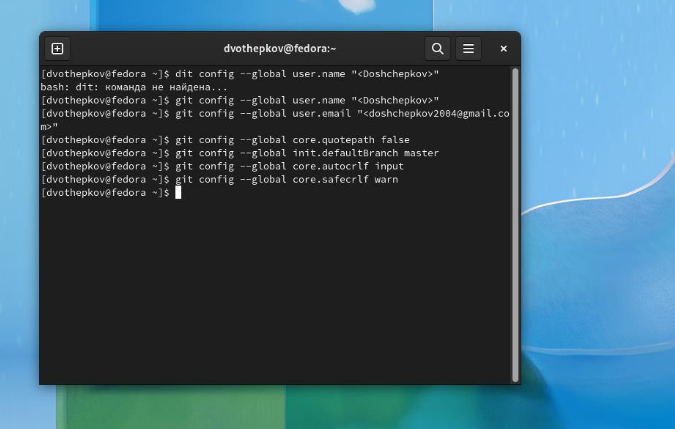 dvothepkov@fedora:~
[dvothepkov@fedora ~]$ dit config --global user.name "<Doshchepkov>"
bash: dit: команда не найдена...
[dvothepkov@fedora ~]$ git config --global user.name "<Doshchepkov>"
[dvothepkov@fedora ~]$ git config --global user.email "<doshchepkov2004@gmail.co
m>"
[dvothepkov@fedora ~]$ git config --global core.quotepath false
[dvothepkov@fedora ~]$ git config --global init.defaultBranch master
[dvothepkov@fedora ~]$ git config --global core.autocrlf input
[dvothepkov@fedora ~]$ git config --global core.safecrlf warn
[dvothepkov@fedora ~]$